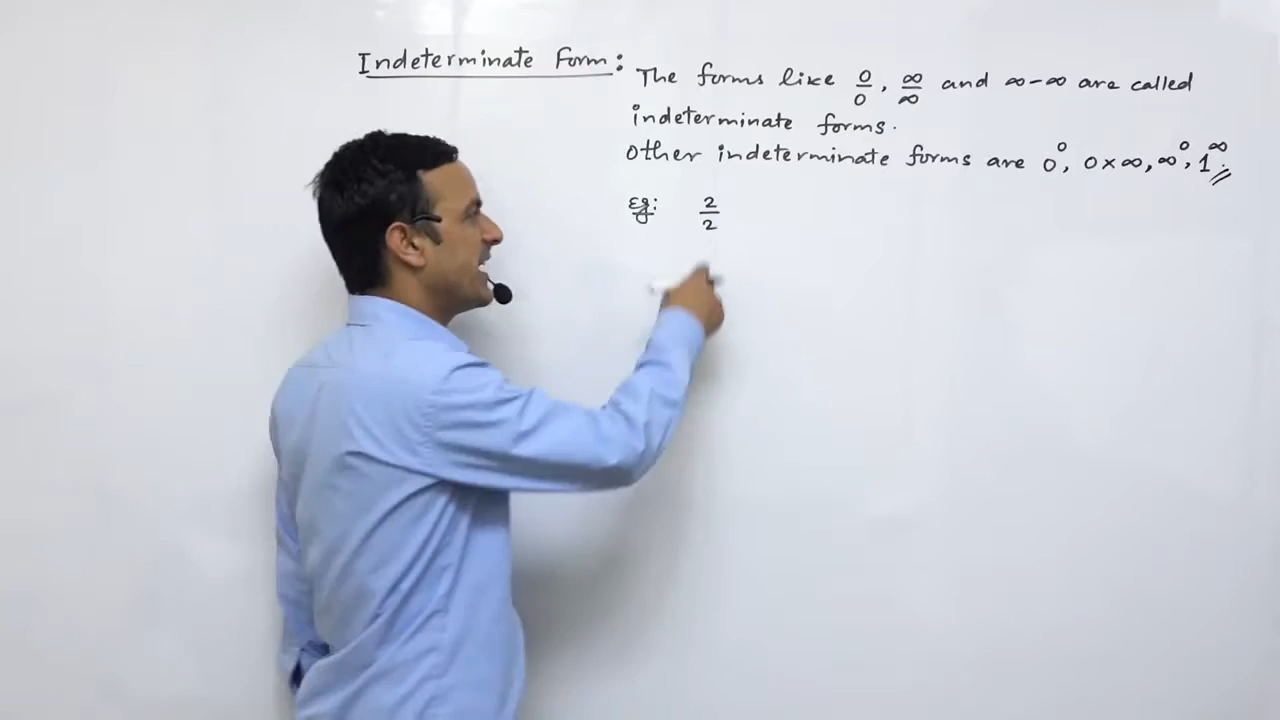 Indeterminate Form: The forms like 0/0, ∞/∞ and ∞-∞ are called
indeterminate forms.
Other indeterminate forms are 0⁰, 0×∞, ∞⁰, 1^∞.
Eg: 2/2